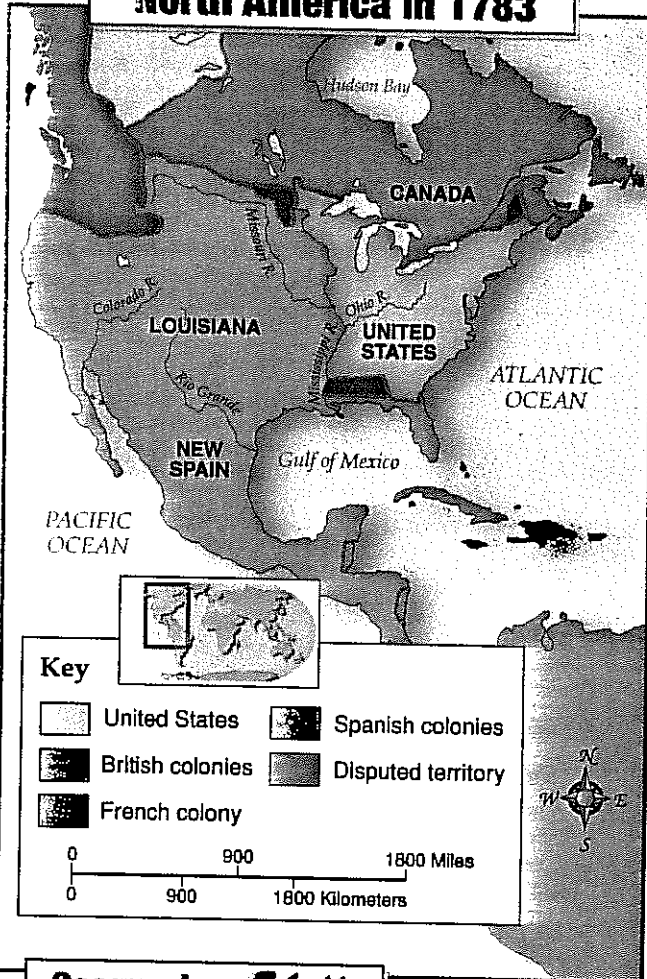 North America in 1783
Hudson Bay
CANADA
Missouri R.
Colorado R.
Ohio R.
LOUISIANA
UNITED
STATES
Mississippi R.
ATLANTIC
OCEAN
Rio Grande
NEW
SPAIN
Gulf of Mexico
PACIFIC
OCEAN
Key
United States
Spanish colonies
British colonies
Disputed territory
French colony
N
W
E
S
0
900
1800 Miles
0
900
1800 Kilometers